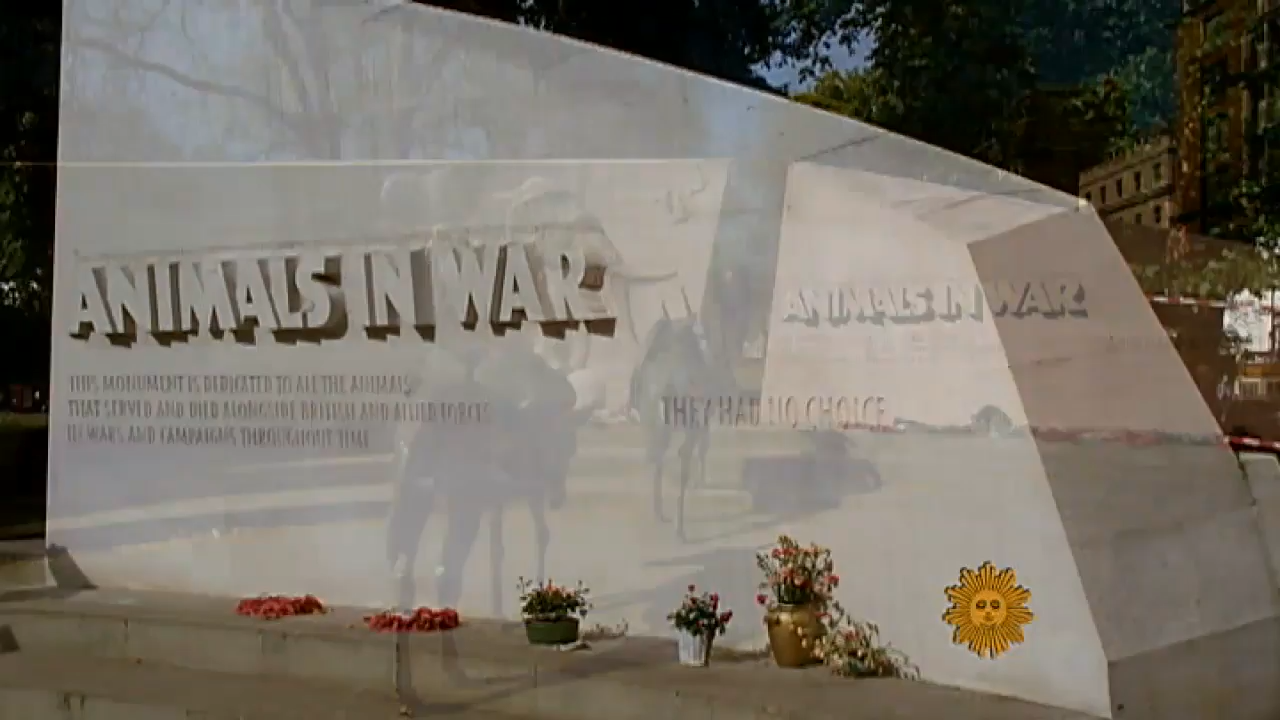 ANIMALS IN WAR
ANIMALS IN WAR
THIS MONUMENT IS DEDICATED TO ALL THE ANIMALS
THAT SERVED AND DIED ALONGSIDE BRITISH AND ALLIED FORCES
IN WARS AND CAMPAIGNS THROUGHOUT TIME
THEY HAD NO CHOICE